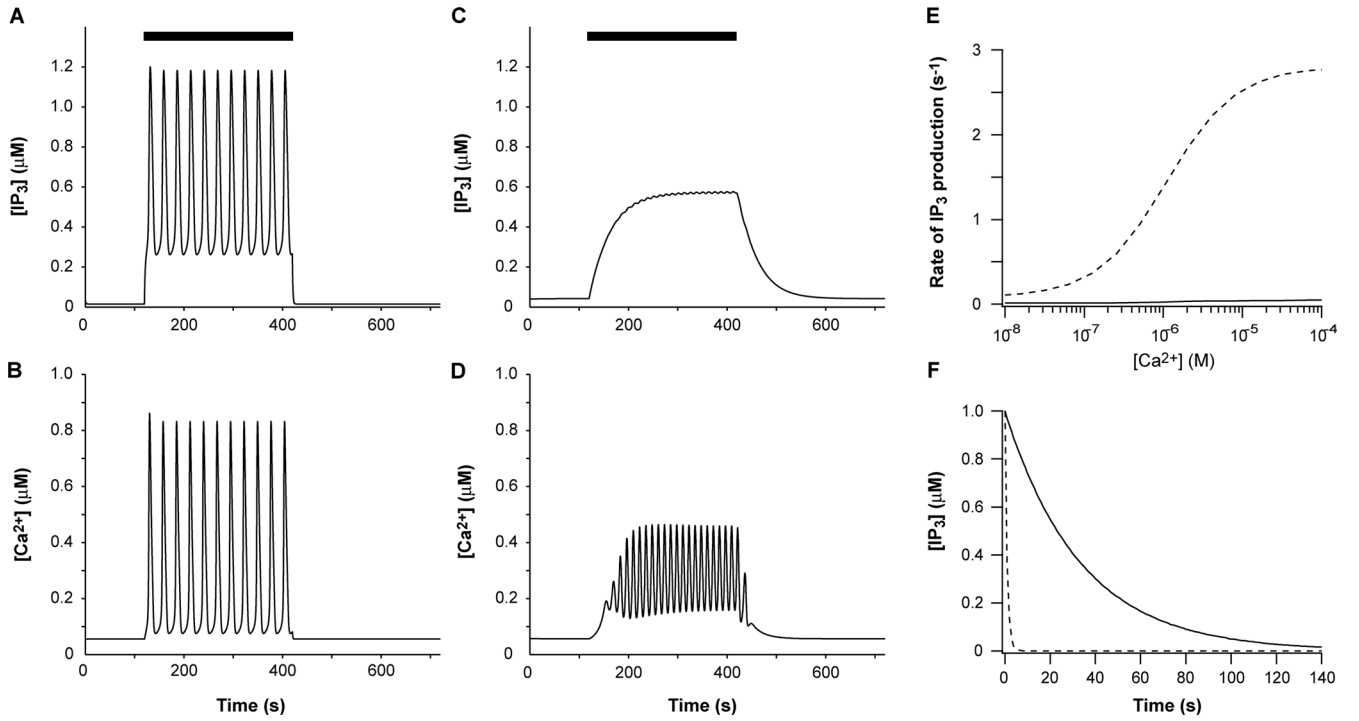 A
[IP3] (μM)
1.2
1.0
0.8
0.6
0.4
0.2
0
0 200 400 600
B
[Ca2+] (μM)
1.0
0.8
0.6
0.4
0.2
0
0 200 400 600
Time (s)
C
[IP3] (μM)
1.2
1.0
0.8
0.6
0.4
0.2
0
0 200 400 600
D
[Ca2+] (μM)
1.0
0.8
0.6
0.4
0.2
0
0 200 400 600
Time (s)
E
Rate of IP3 production (s-1)
3
2
1
0
10-8 10-7 10-6 10-5 10-4
[Ca2+] (M)
F
[IP3] (μM)
1.0
0.8
0.6
0.4
0.2
0
0 20 40 60 80 100 120 140
Time (s)